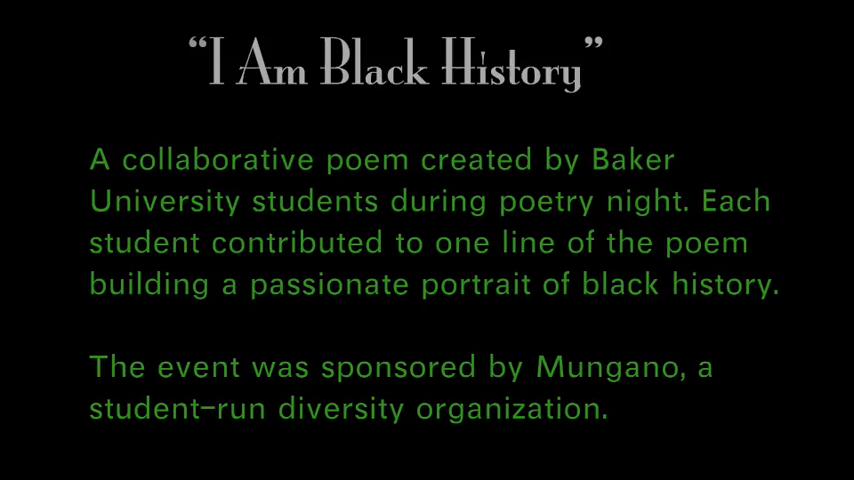 “I Am Black History”
A collaborative poem created by Baker
University students during poetry night. Each
student contributed to one line of the poem
building a passionate portrait of black history.
The event was sponsored by Mungano, a
student-run diversity organization.